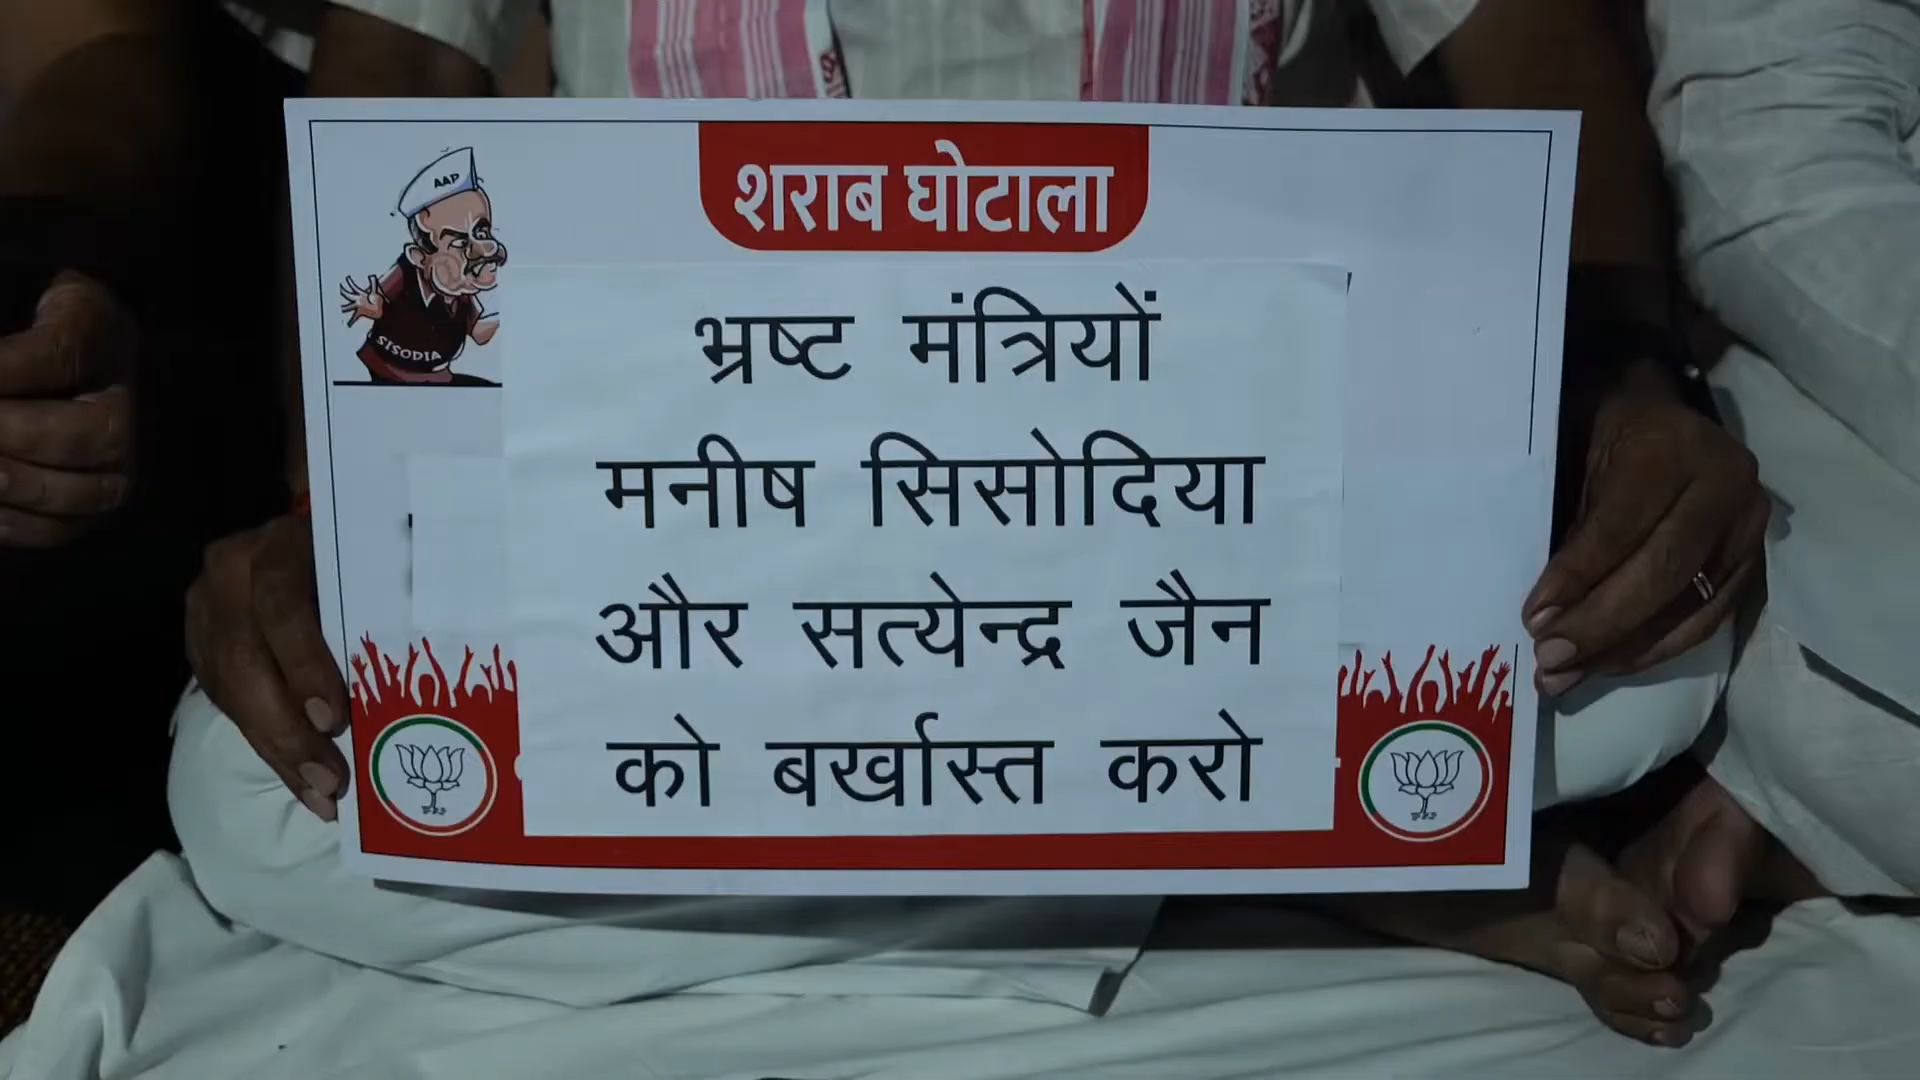 AAP
SISODIA
शराब घोटाला
भ्रष्ट मंत्रियों
मनीष सिसोदिया
और सत्येन्द्र जैन
को बर्खास्त करो